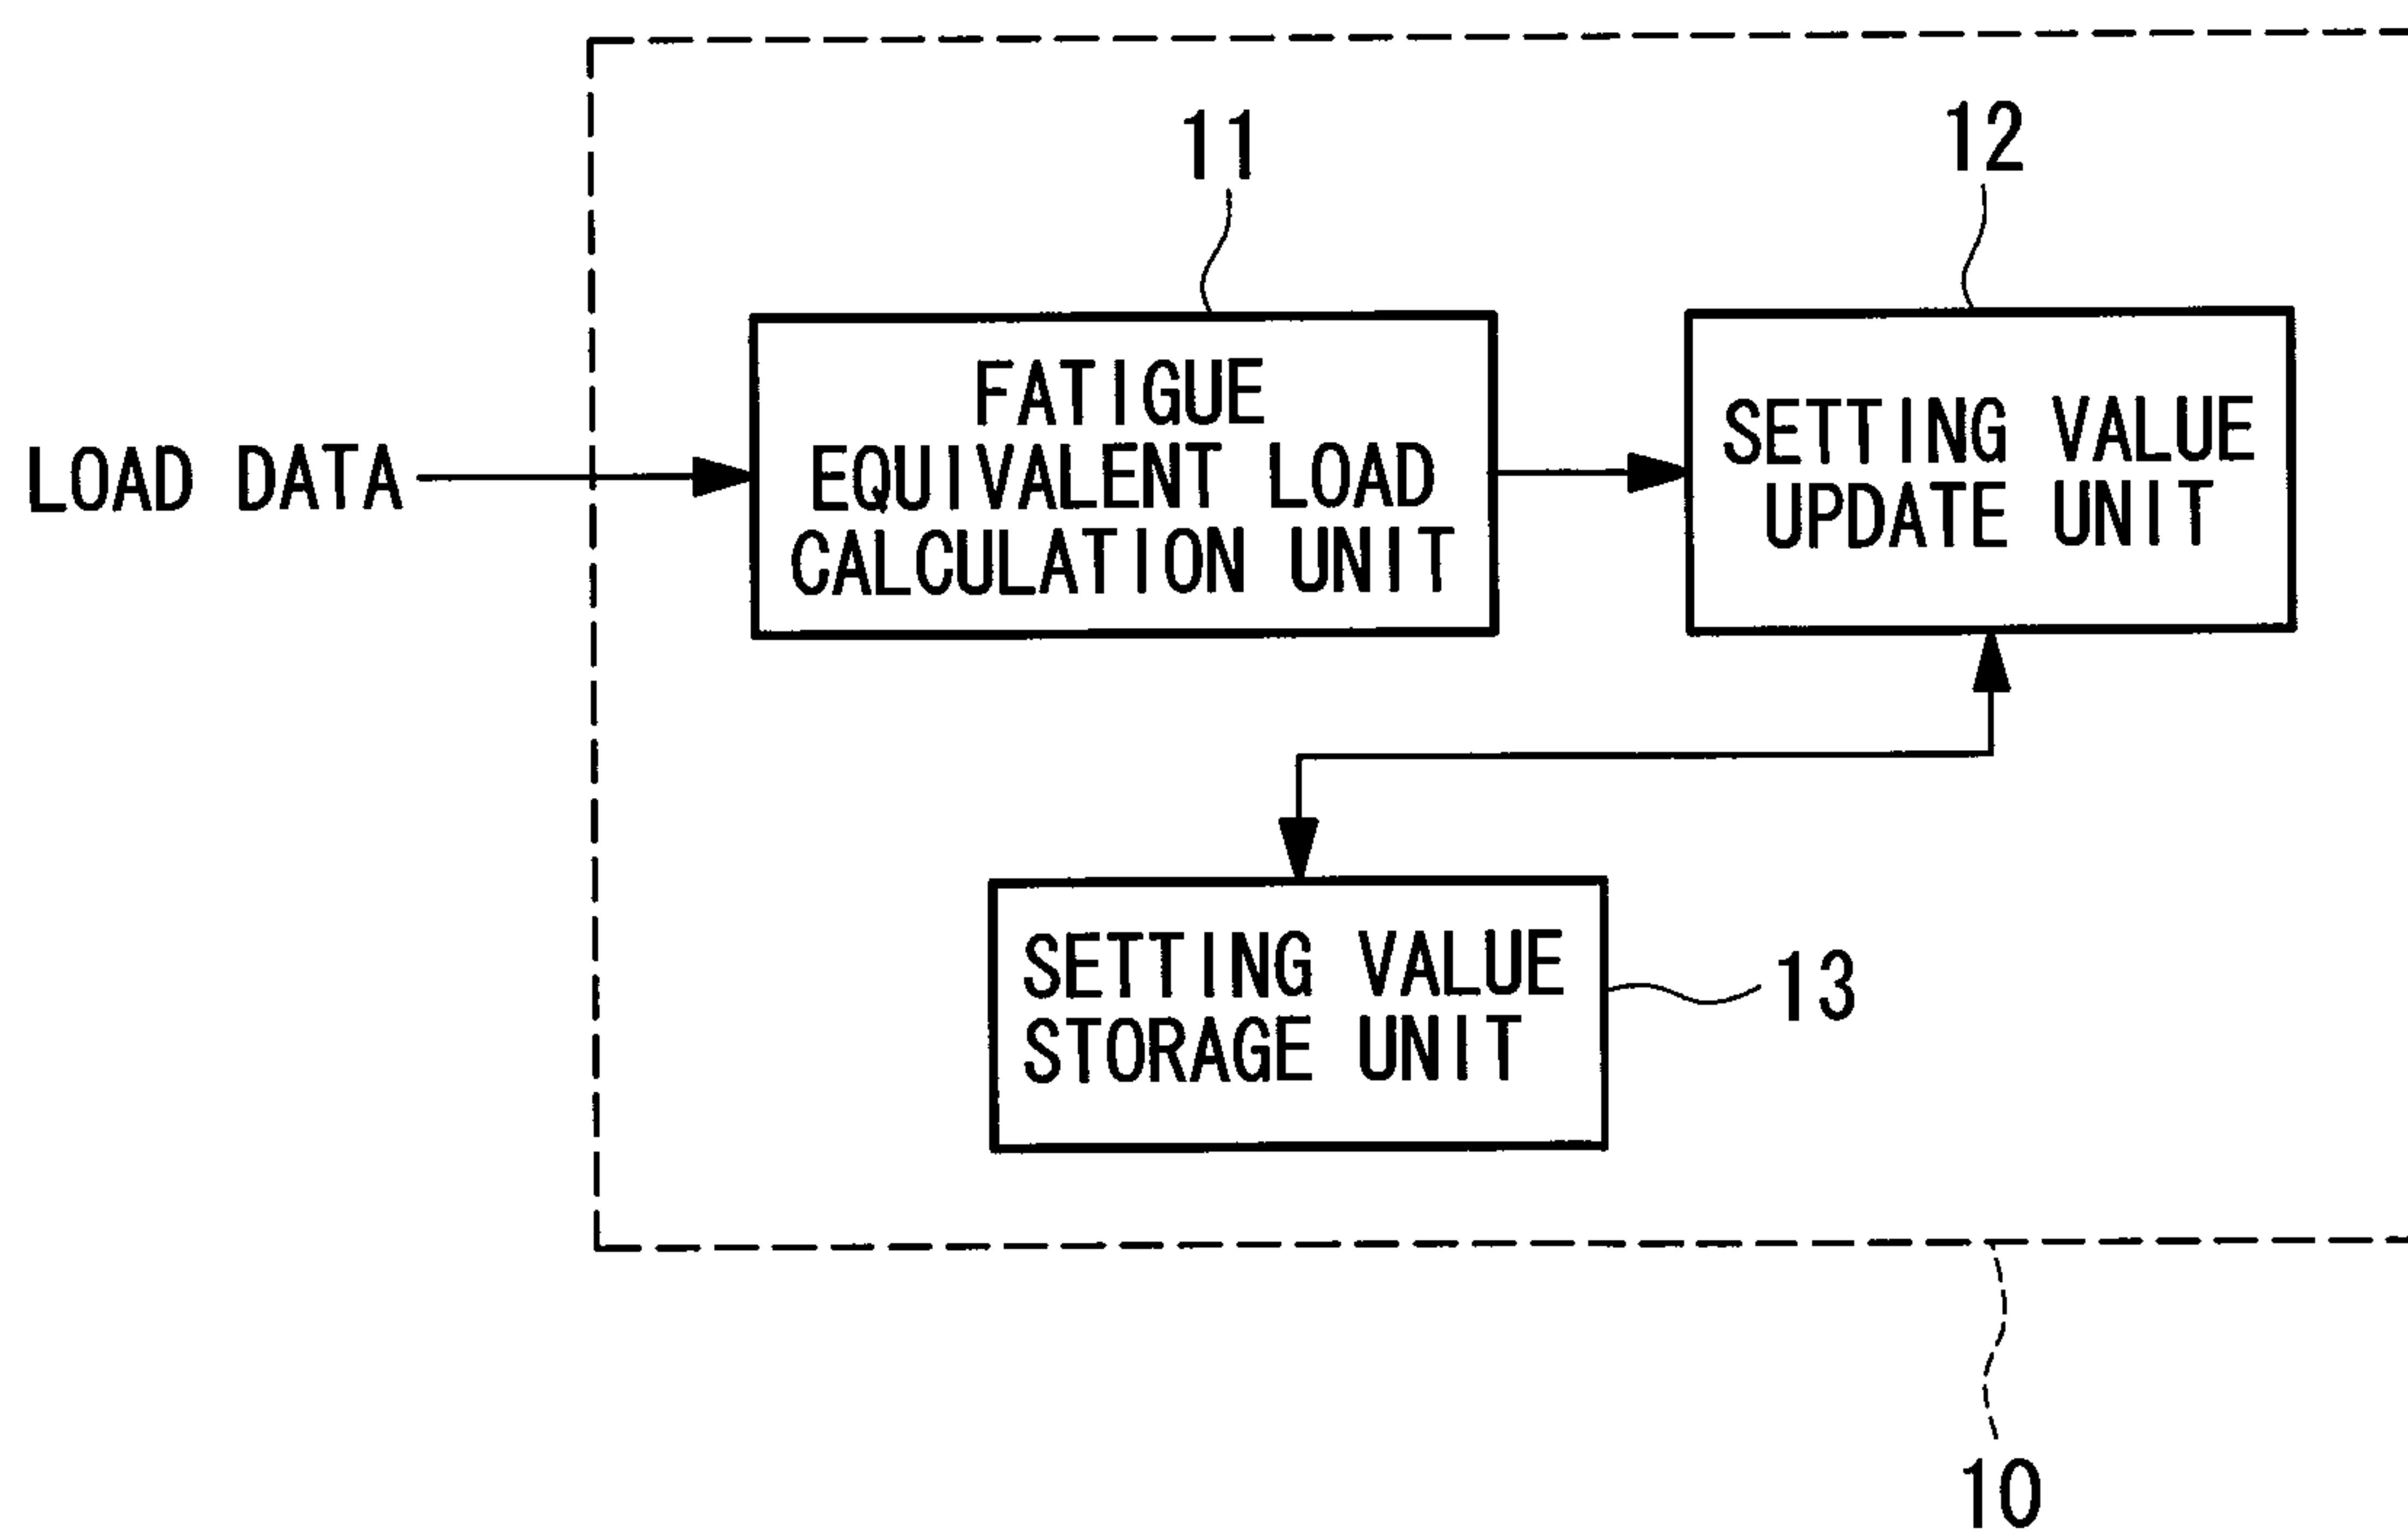 11
12
FATIGUE
EQUIVALENT LOAD
CALCULATION UNIT
SETTING VALUE
UPDATE UNIT
LOAD DATA
SETTING VALUE
STORAGE UNIT
13
10